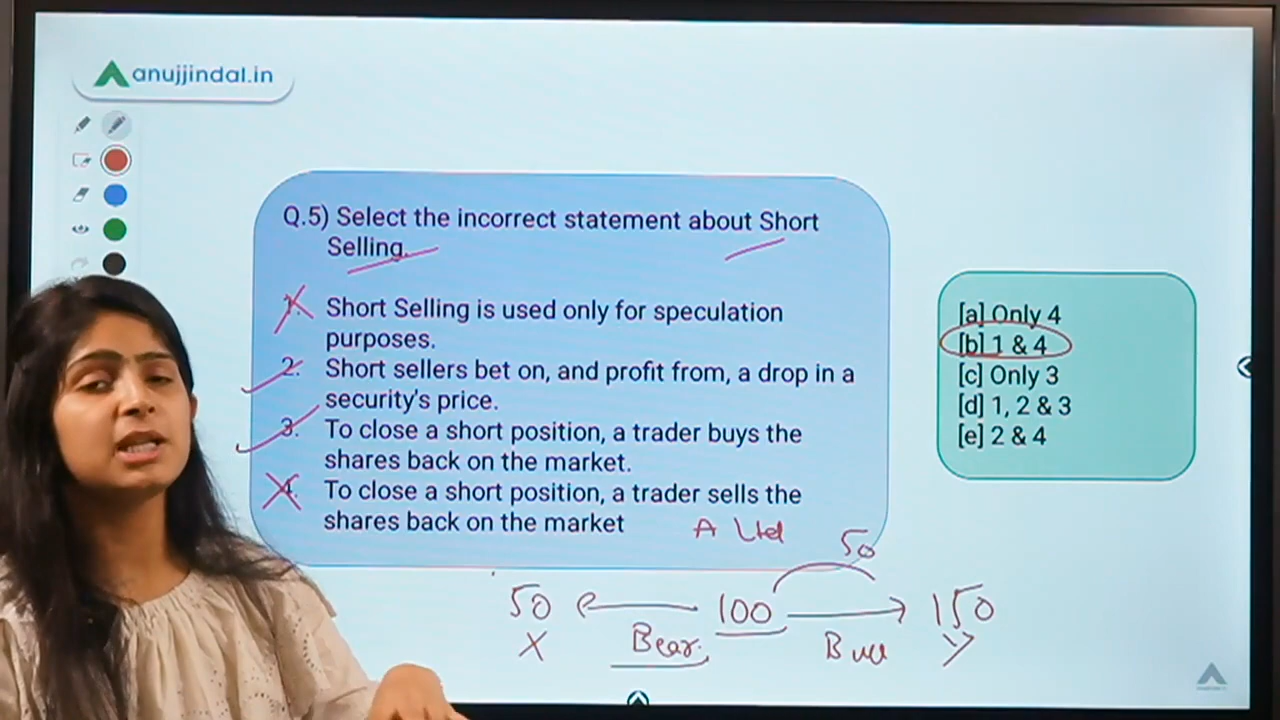 anujjindal.in
Q.5) Select the incorrect statement about Short
Selling.
1. Short Selling is used only for speculation
purposes.
2. Short sellers bet on, and profit from, a drop in a
security's price.
3. To close a short position, a trader buys the
shares back on the market.
4. To close a short position, a trader sells the
shares back on the market
[a] Only 4
[b] 1 & 4
[c] Only 3
[d] 1, 2 & 3
[e] 2 & 4
A Ltd
50
50 100 150
X Bear Bull